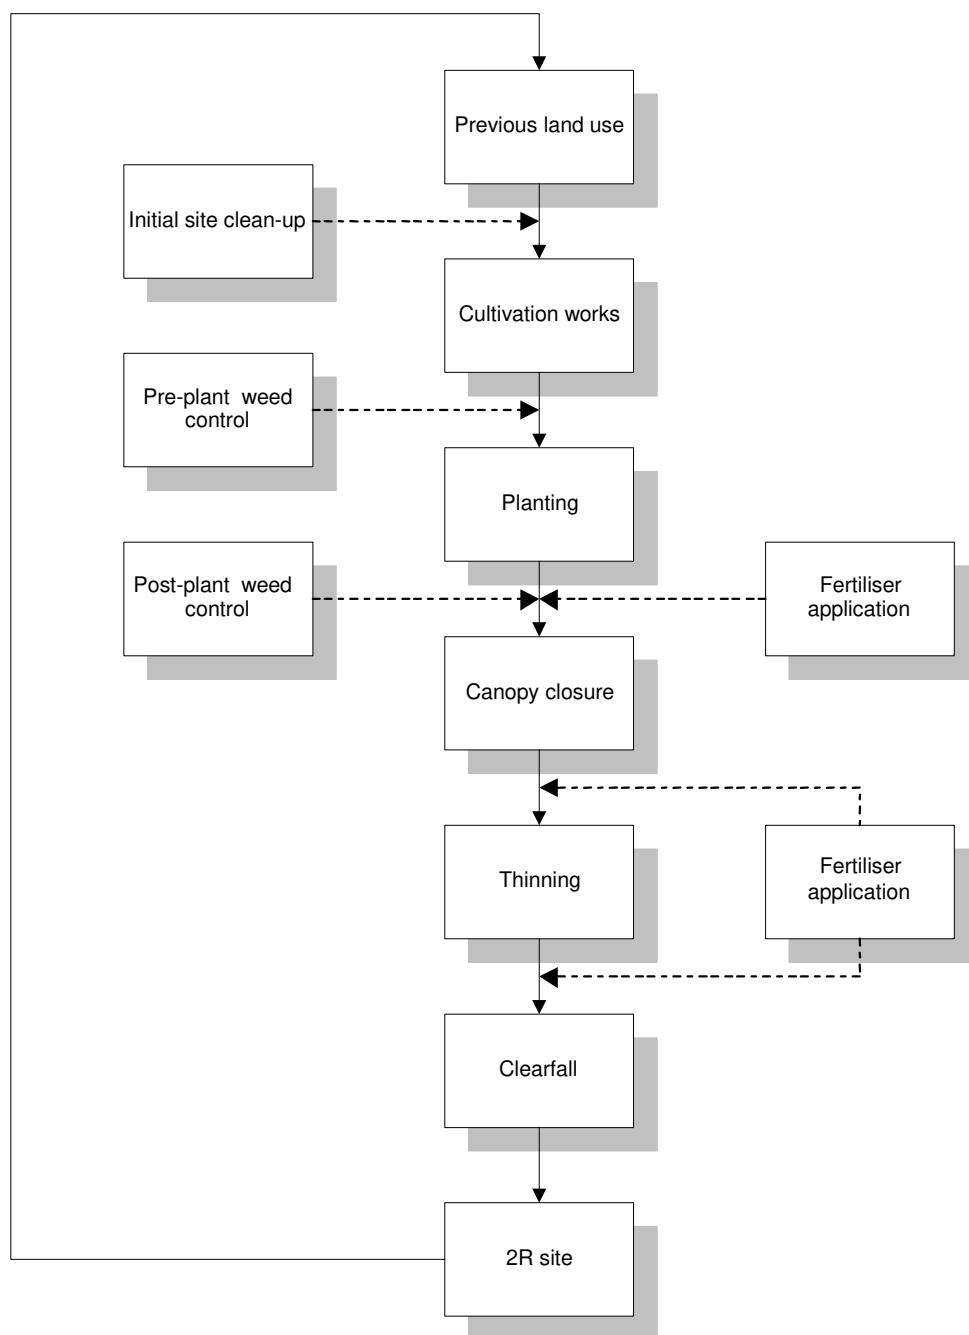 Previous land use
Initial site clean-up
Cultivation works
Pre-plant weed
control
Planting
Post-plant weed
control
Fertiliser
application
Canopy closure
Thinning
Fertiliser
application
Clearfall
2R site